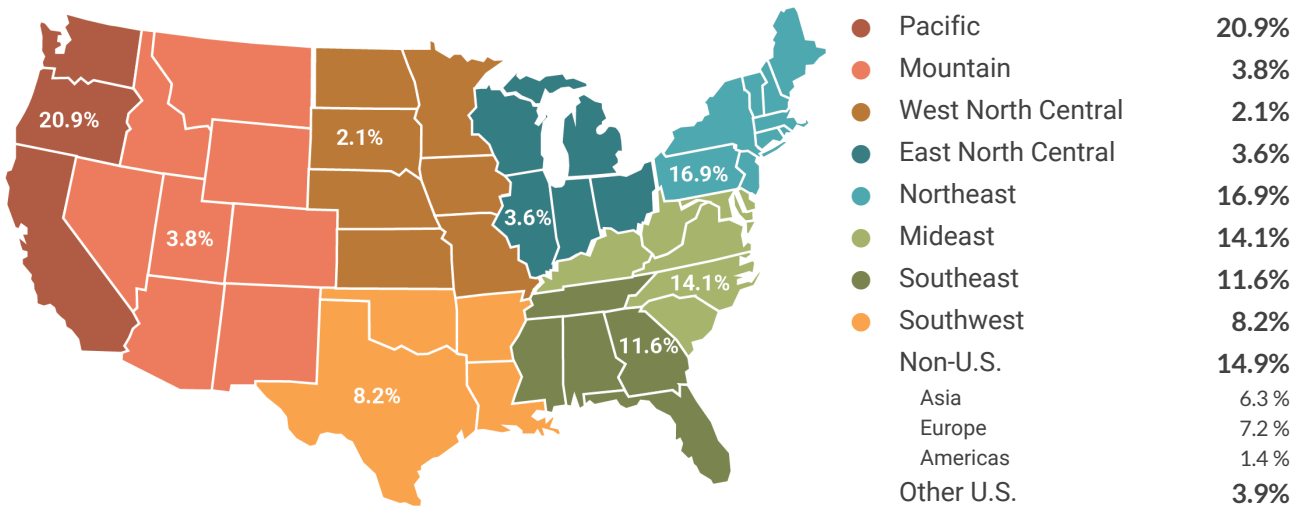 20.9%
3.8%
2.1%
3.6%
16.9%
14.1%
11.6%
8.2%
Pacific 20.9%
Mountain 3.8%
West North Central 2.1%
East North Central 3.6%
Northeast 16.9%
Mideast 14.1%
Southeast 11.6%
Southwest 8.2%
Non-U.S. 14.9%
Asia 6.3 %
Europe 7.2 %
Americas 1.4 %
Other U.S. 3.9%